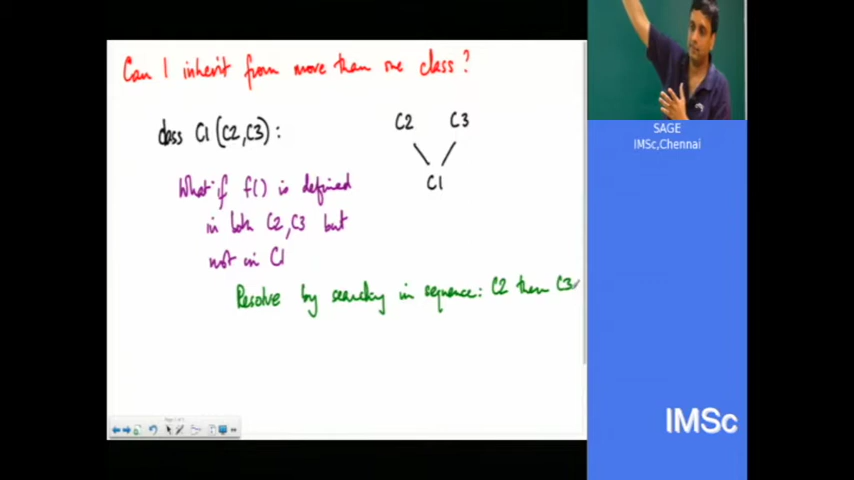 Can I inherit from more than one class?
class C1(C2,C3):
C2 C3
C1
What if f() is defined
in both C2,C3 but
not in C1
Resolve by searching in sequence: C2 then C3
SAGE
IMSc,Chennai
IMSc